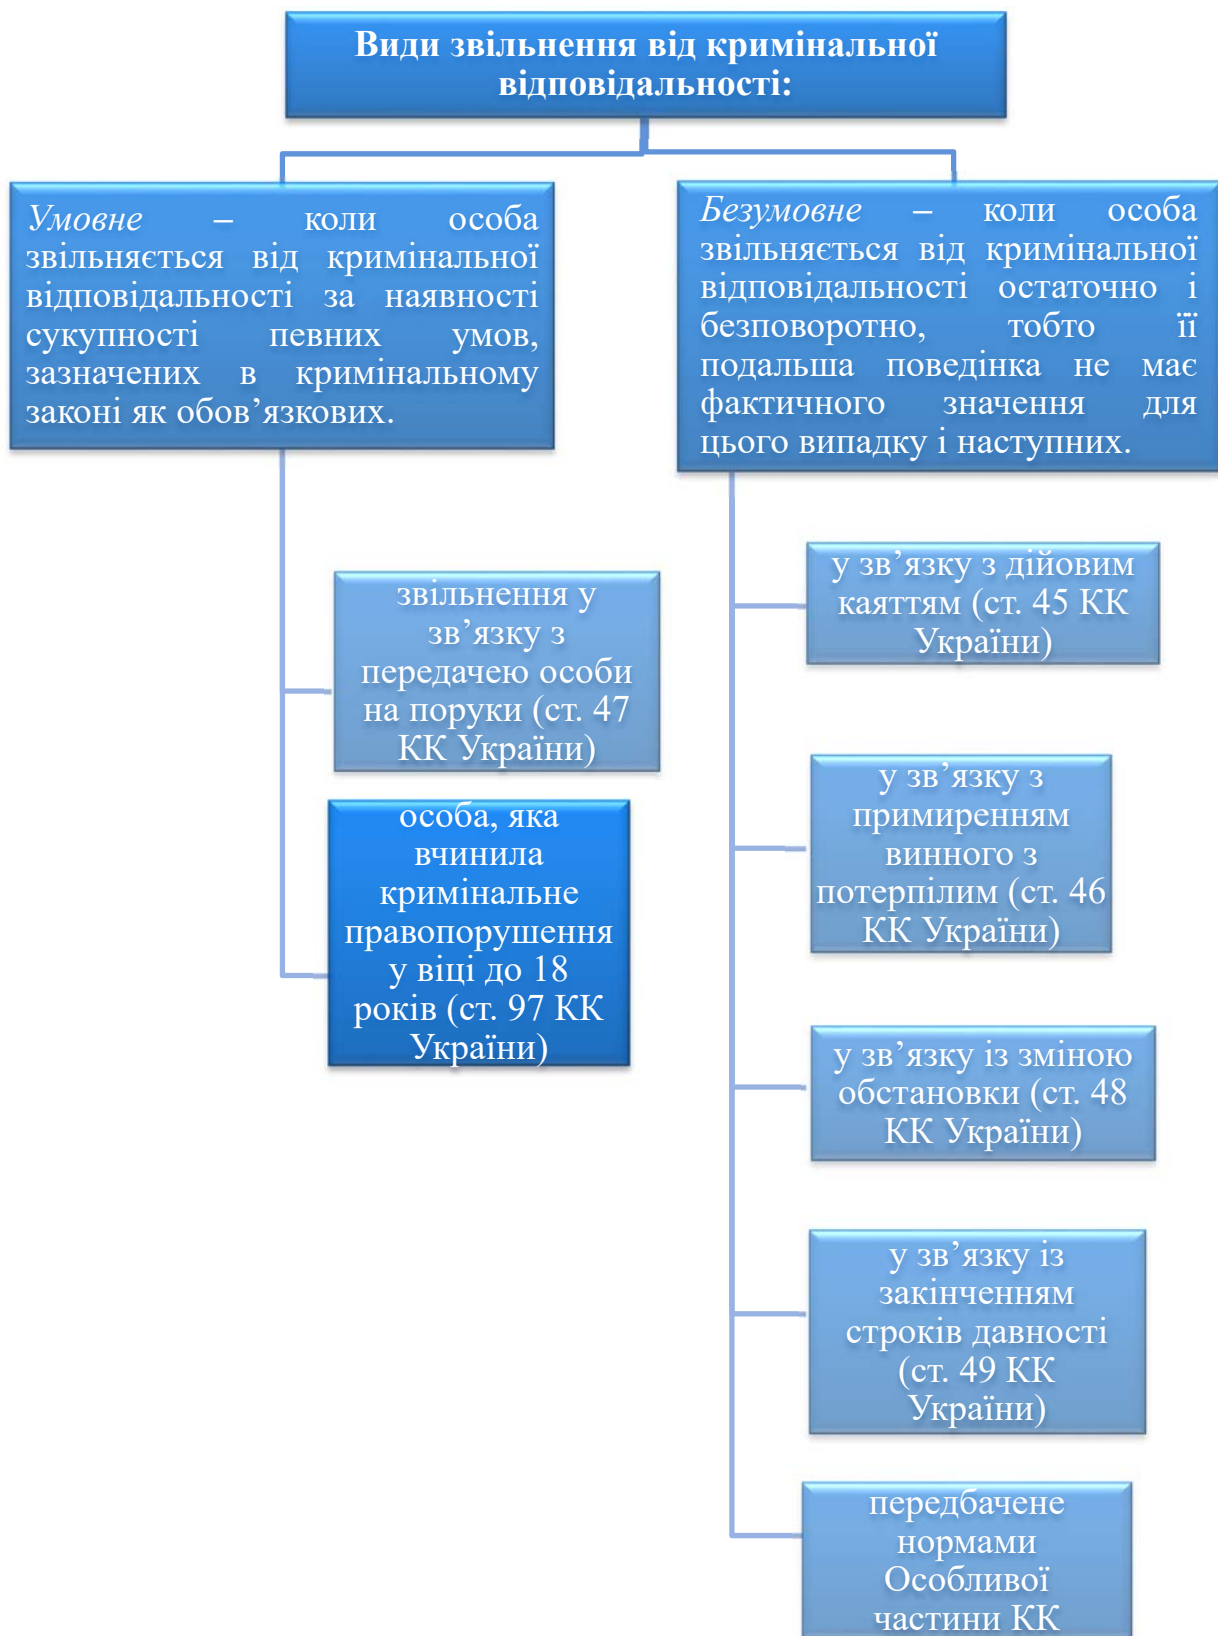 Види звільнення від кримінальної
відповідальності:
Умовне – коли особа
звільняється від кримінальної
відповідальності за наявності
сукупності певних умов,
зазначених в кримінальному
законі як обов’язкових.
Безумовне – коли особа
звільняється від кримінальної
відповідальності остаточно і
безповоротно, тобто її
подальша поведінка не має
фактичного значення для
цього випадку і наступних.
звільнення у
зв’язку з
передачею особи
на поруки (ст. 47
КК України)
особа, яка
вчинила
кримінальне
правопорушення
у віці до 18
років (ст. 97 КК
України)
у зв’язку з дійовим
каяттям (ст. 45 КК
України)
у зв’язку з
примиренням
винного з
потерпілим (ст. 46
КК України)
у зв’язку із зміною
обстановки (ст. 48
КК України)
у зв’язку із
закінченням
строків давності
(ст. 49 КК
України)
передбачене
нормами
Особливої
частини КК